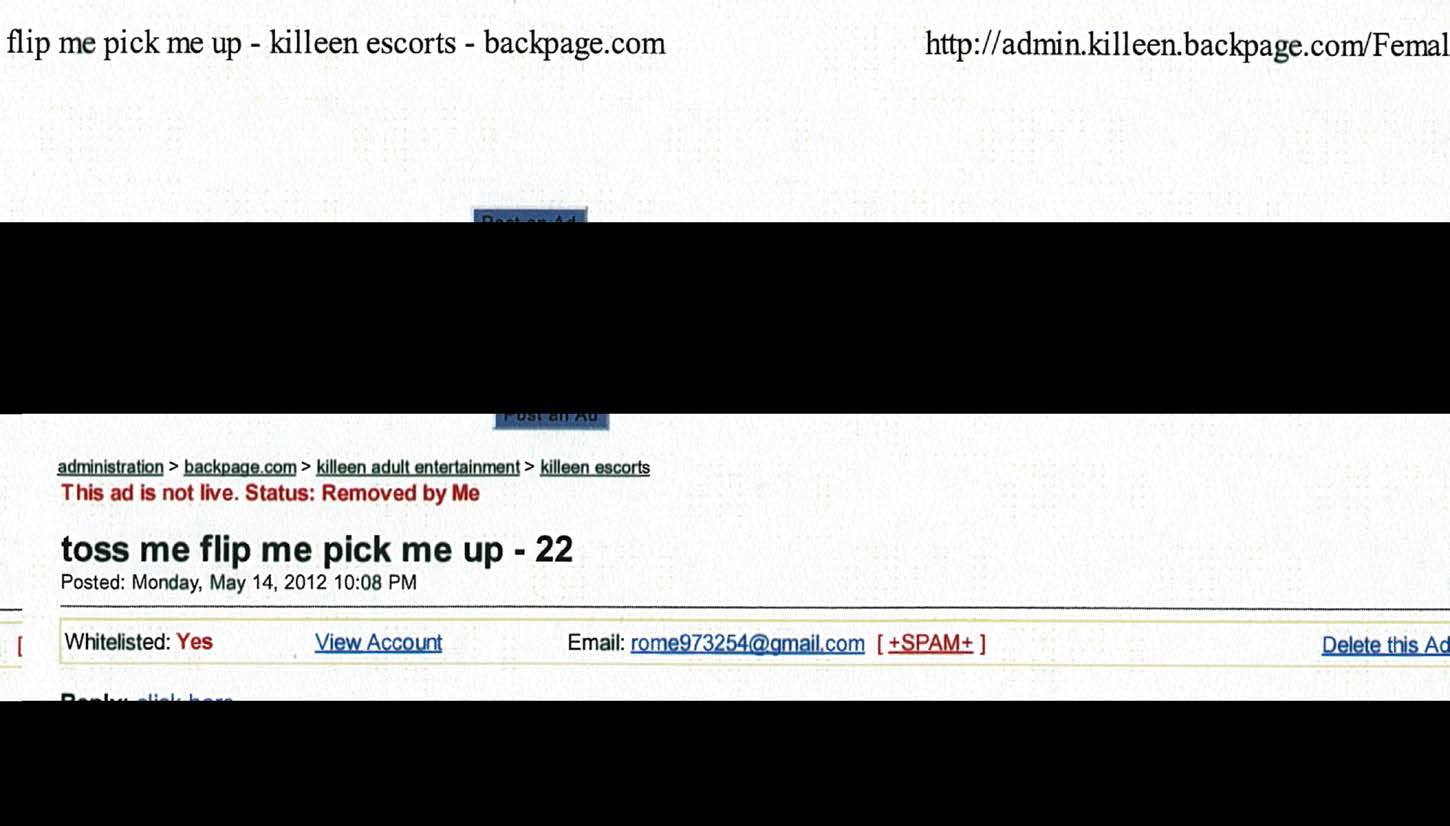 flip me pick me up - killeen escorts - backpage.com http://admin.killeen.backpage.com/Femal
Post an Ad
Post an Ad
administration > backpage.com > killeen adult entertainment > killeen escorts
This ad is not live. Status: Removed by Me
toss me flip me pick me up - 22
Posted: Monday, May 14, 2012 10:08 PM
[ Whitelisted: Yes View Account Email: rome973254@gmail.com [ +SPAM+ ] Delete this Ad
Reply: click here